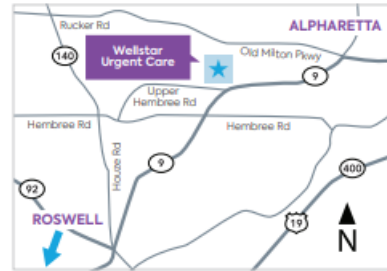 Rucker Rd
ALPHARETTA
140
Wellstar
Urgent Care
Old Milton Pkwy
9
Upper
Hembree Rd
Hembree Rd
Hembree Rd
Houze Rd
9
92
400
ROSWELL
19
N